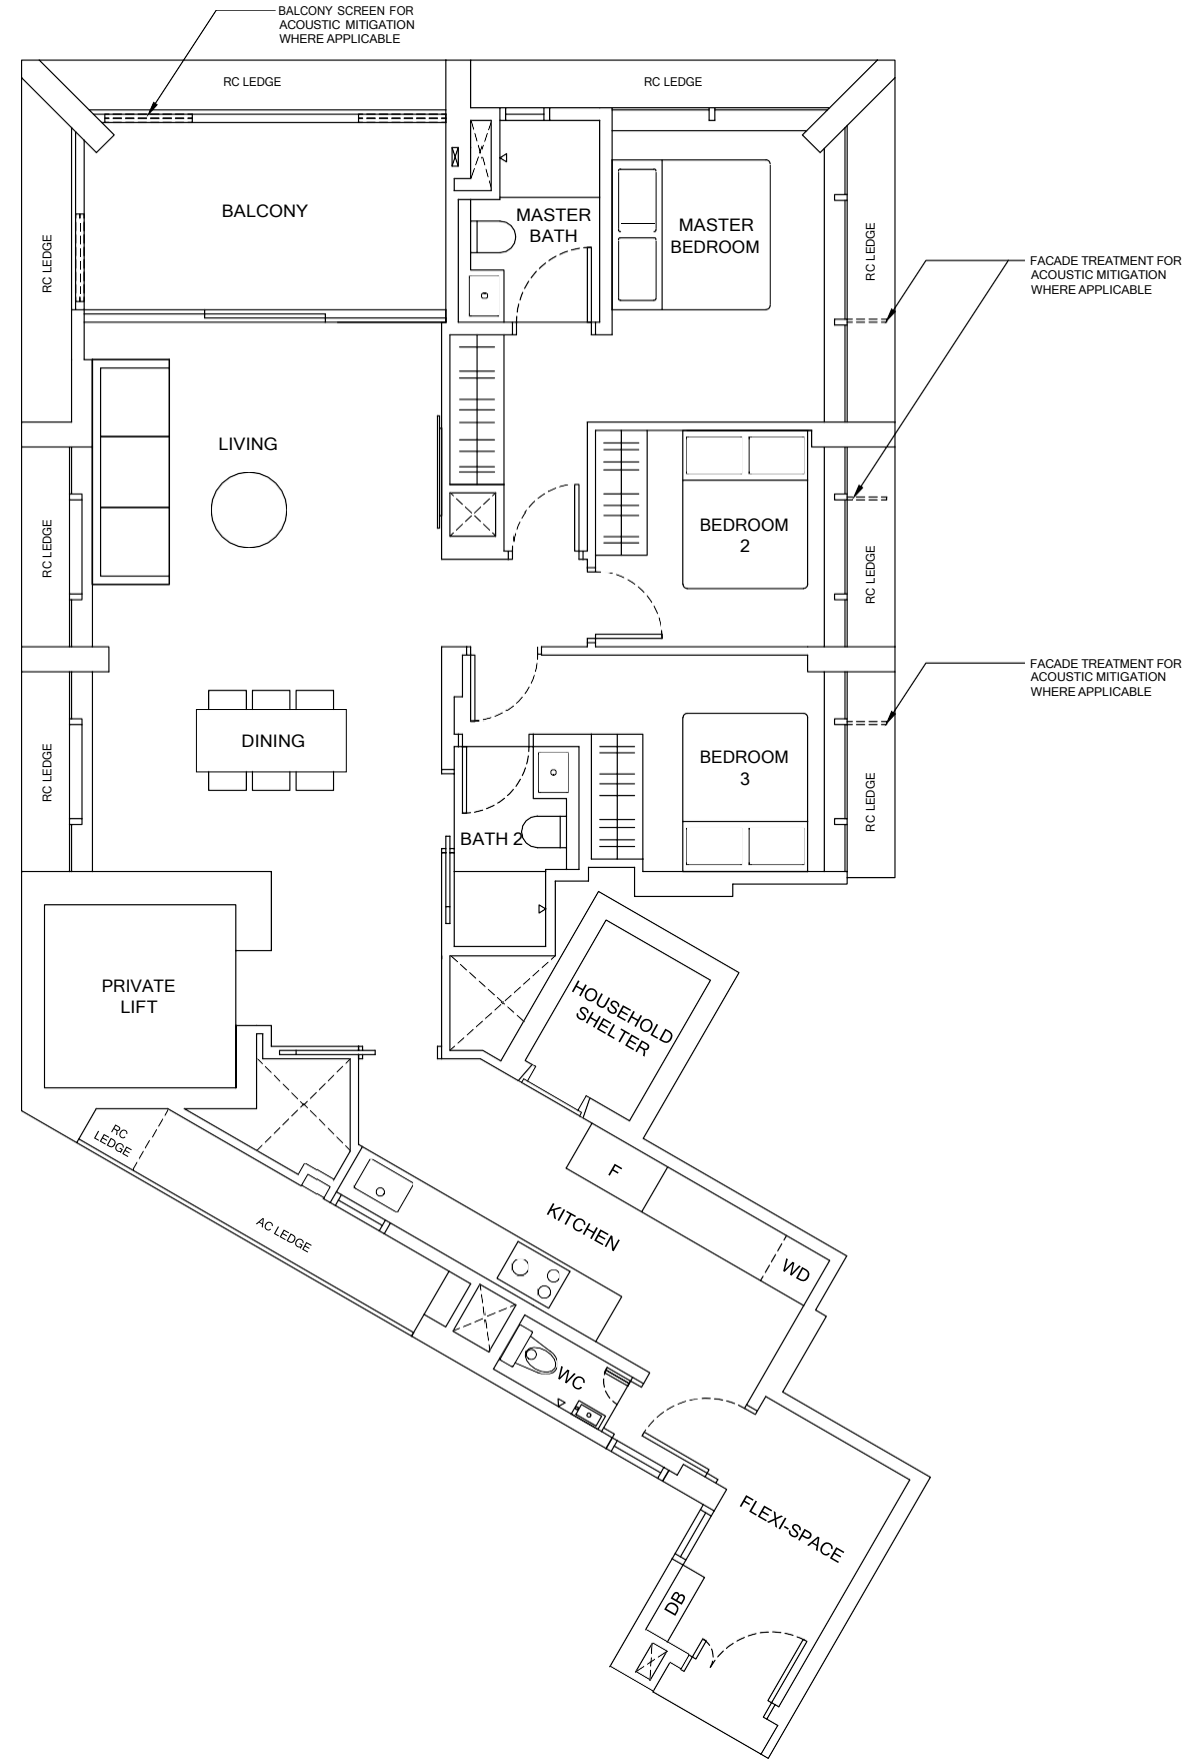 BALCONY SCREEN FOR
ACOUSTIC MITIGATION
WHERE APPLICABLE
RC LEDGE
RC LEDGE
BALCONY
MASTER
BATH
MASTER
BEDROOM
RC LEDGE
RC LEDGE
FACADE TREATMENT FOR
ACOUSTIC MITIGATION
WHERE APPLICABLE
LIVING
BEDROOM
2
RC LEDGE
RC LEDGE
FACADE TREATMENT FOR
ACOUSTIC MITIGATION
WHERE APPLICABLE
DINING
BEDROOM
3
RC LEDGE
RC LEDGE
BATH 2
PRIVATE
LIFT
HOUSEHOLD
SHELTER
RC
LEDGE
F
KITCHEN
AC LEDGE
WD
WC
FLEXI-SPACE
DB